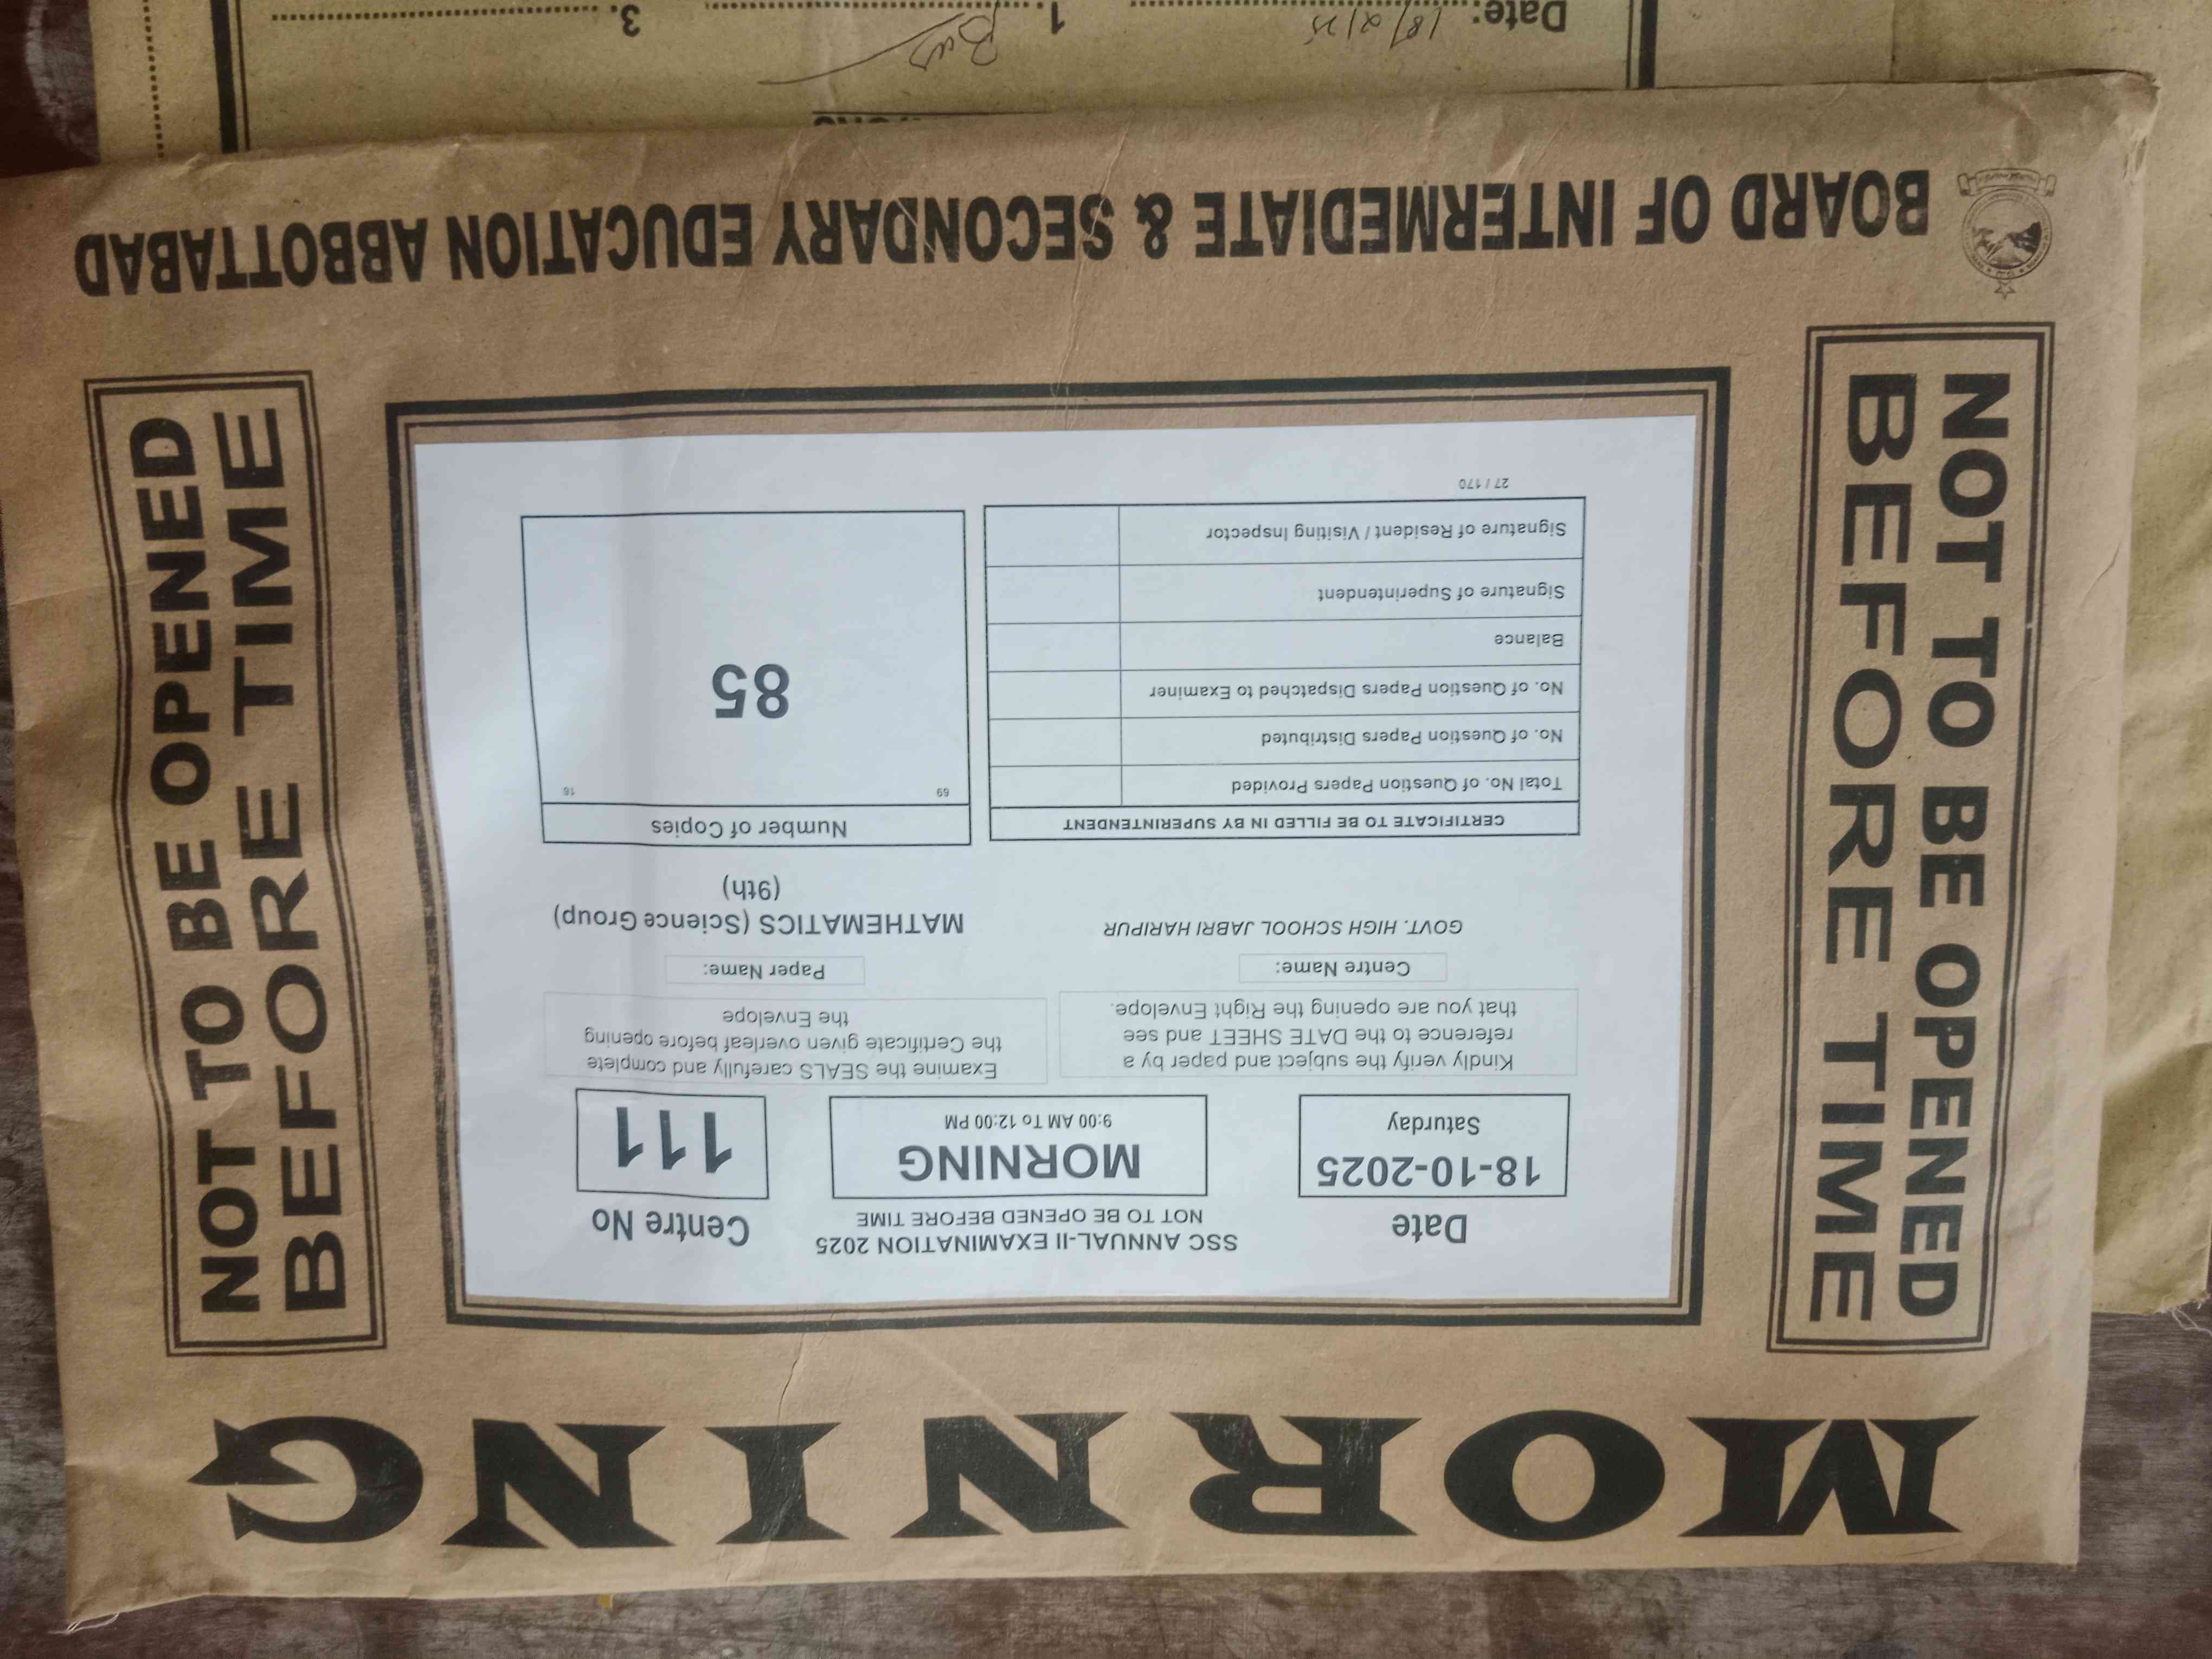 MORNING
NOT TO BE OPENED
BEFORE TIME
Date
18-10-2025
Saturday
SSC ANNUAL-II EXAMINATION 2025
NOT TO BE OPENED BEFORE TIME
MORNING
9:00 AM To 12:00 PM
Centre No
111
Kindly verify the subject and paper by a
reference to the DATE SHEET and see
that you are opening the Right Envelope.
Examine the SEALS carefully and complete
the Certificate given overleaf before opening
the Envelope
Centre Name:
GOVT. HIGH SCHOOL JABRI HARIPUR
Paper Name:
MATHEMATICS (Science Group)
(9th)
CERTIFICATE TO BE FILLED IN BY SUPERINTENDENT
Total No. of Question Papers Provided
No. of Question Papers Distributed
No. of Question Papers Dispatched to Examiner
Balance
Signature of Superintendent
Signature of Resident / Visiting Inspector
27 / 170
Number of Copies
69 16
85
NOT TO BE OPENED
BEFORE TIME
BOARD OF INTERMEDIATE & SECONDARY EDUCATION ABBOTTABAD
Date:
1.
3.